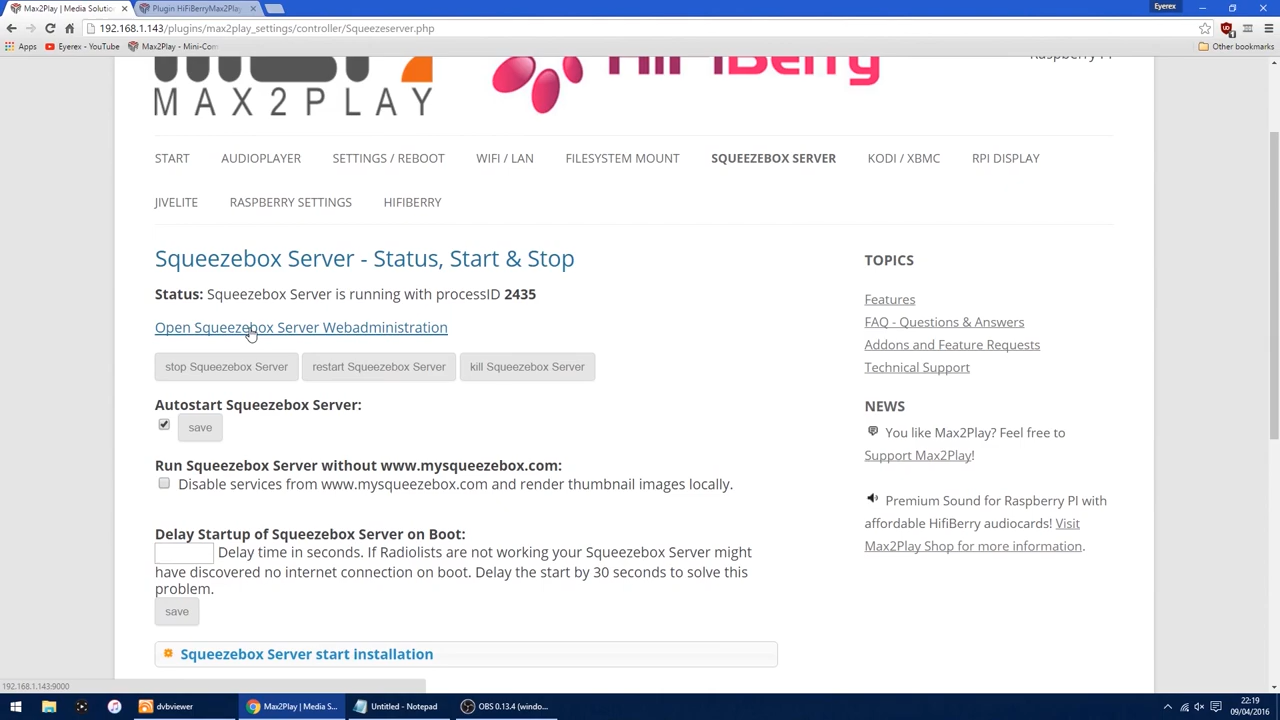 Max2Play | Media Solutio
Plugin HiFiBerryMax2Play
Eyerex
192.168.1.143/plugins/max2play_settings/controller/Squeezeserver.php
Apps
Eyerex - YouTube
Max2Play - Mini-Com
Other bookmarks
MAX2PLAY
HiFiBerry
Raspberry PI
START
AUDIOPLAYER
SETTINGS / REBOOT
WIFI / LAN
FILESYSTEM MOUNT
SQUEEZEBOX SERVER
KODI / XBMC
RPI DISPLAY
JIVELITE
RASPBERRY SETTINGS
HIFIBERRY
Squeezebox Server - Status, Start & Stop
Status: Squeezebox Server is running with processID 2435
Open Squeezebox Server Webadministration
stop Squeezebox Server
restart Squeezebox Server
kill Squeezebox Server
Autostart Squeezebox Server:
save
Run Squeezebox Server without www.mysqueezebox.com:
Disable services from www.mysqueezebox.com and render thumbnail images locally.
Delay Startup of Squeezebox Server on Boot:
Delay time in seconds. If Radiolists are not working your Squeezebox Server might
have discovered no internet connection on boot. Delay the start by 30 seconds to solve this
problem.
save
Squeezebox Server start installation
TOPICS
Features
FAQ - Questions & Answers
Addons and Feature Requests
Technical Support
NEWS
You like Max2Play? Feel free to
Support Max2Play!
Premium Sound for Raspberry PI with
affordable HifiBerry audiocards! Visit
Max2Play Shop for more information.
192.168.1.143:9000
dvbviewer
Max2Play | Media S...
Untitled - Notepad
OBS 0.13.4 (windo...
22:19
09/04/2016